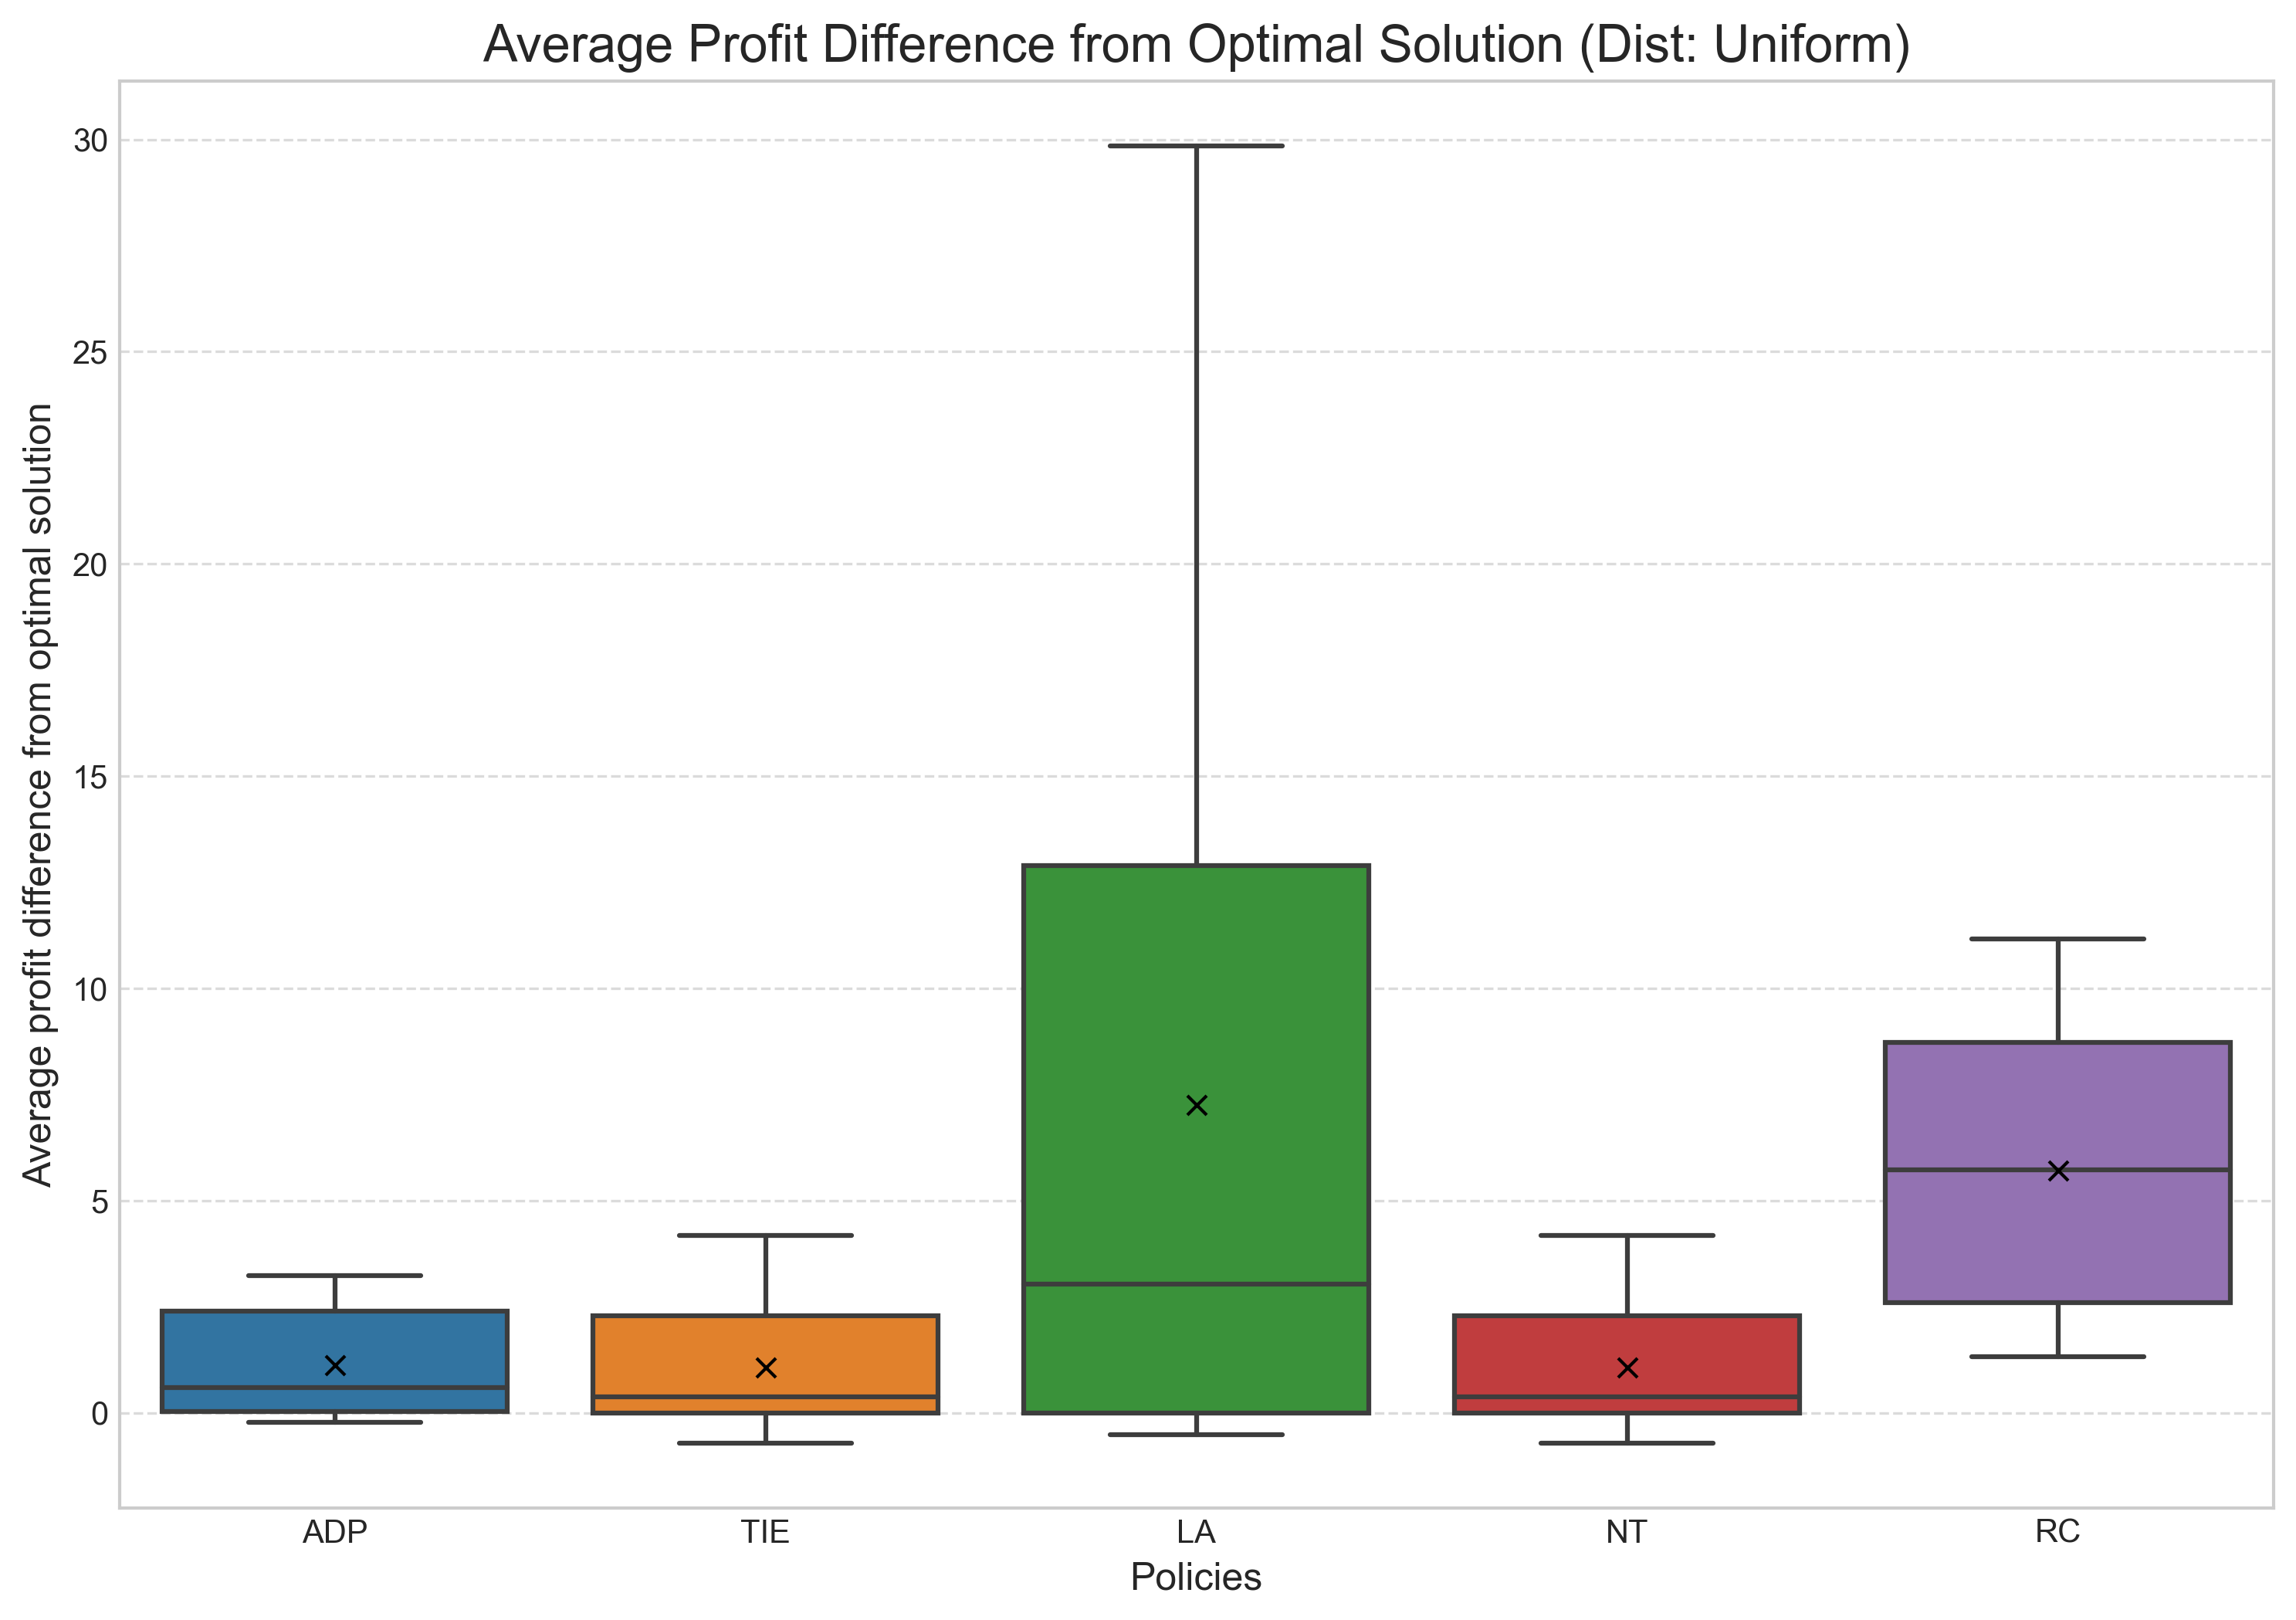 Average Profit Difference from Optimal Solution (Dist: Uniform)
Average profit difference from optimal solution
30
25
20
15
10
5
0
ADP TIE LA NT RC
Policies